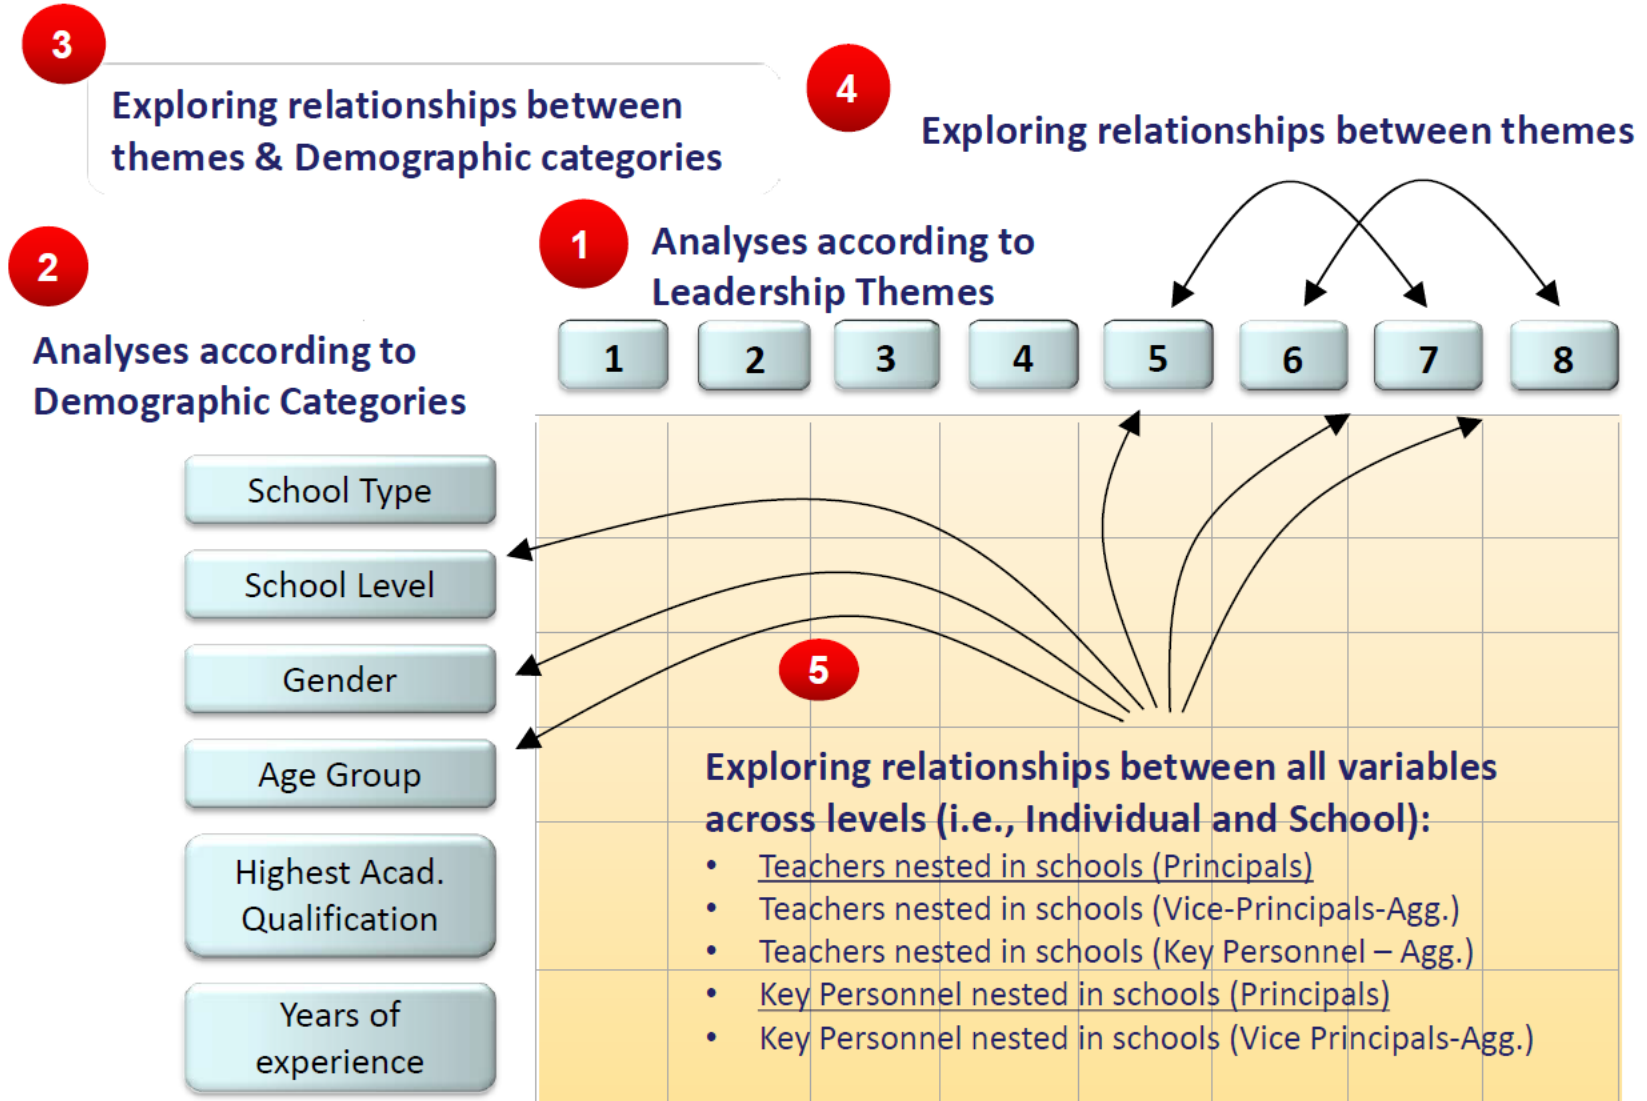 3
Exploring relationships between
themes & Demographic categories
4
Exploring relationships between themes
2
Analyses according to
Demographic Categories
1
Analyses according to
Leadership Themes
1 2 3 4 5 6 7 8
School Type
School Level
Gender
Age Group
Highest Acad.
Qualification
Years of
experience
5
Exploring relationships between all variables
across levels (i.e., Individual and School):
• Teachers nested in schools (Principals)
• Teachers nested in schools (Vice-Principals-Agg.)
• Teachers nested in schools (Key Personnel – Agg.)
• Key Personnel nested in schools (Principals)
• Key Personnel nested in schools (Vice Principals-Agg.)